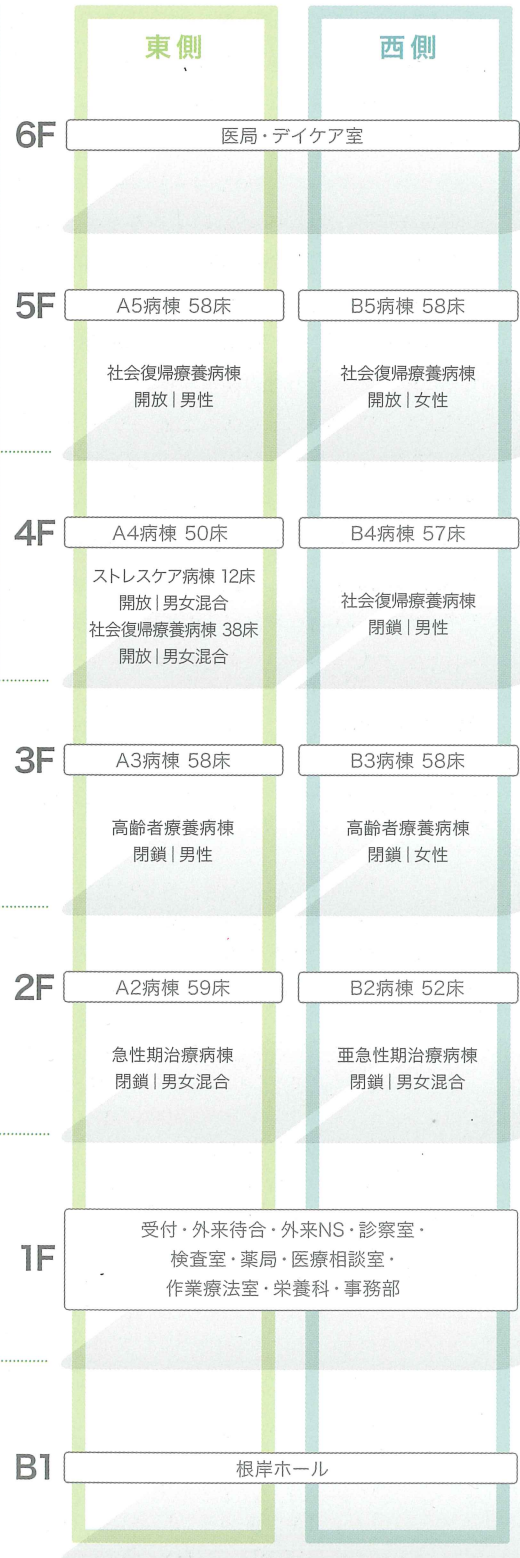 東側
西側
6F
医局・デイケア室
5F
A5病棟 58床
B5病棟 58床
社会復帰療養病棟
開放|男性
社会復帰療養病棟
開放|女性
4F
A4病棟 50床
B4病棟 57床
ストレスケア病棟 12床
開放|男女混合
社会復帰療養病棟 38床
開放|男女混合
社会復帰療養病棟
閉鎖|男性
3F
A3病棟 58床
B3病棟 58床
高齢者療養病棟
閉鎖|男性
高齢者療養病棟
閉鎖|女性
2F
A2病棟 59床
B2病棟 52床
急性期治療病棟
閉鎖|男女混合
亜急性期治療病棟
閉鎖|男女混合
1F
受付・外来待合・外来NS・診察室・
検査室・薬局・医療相談室・
作業療法室・栄養科・事務部
B1
根岸ホール